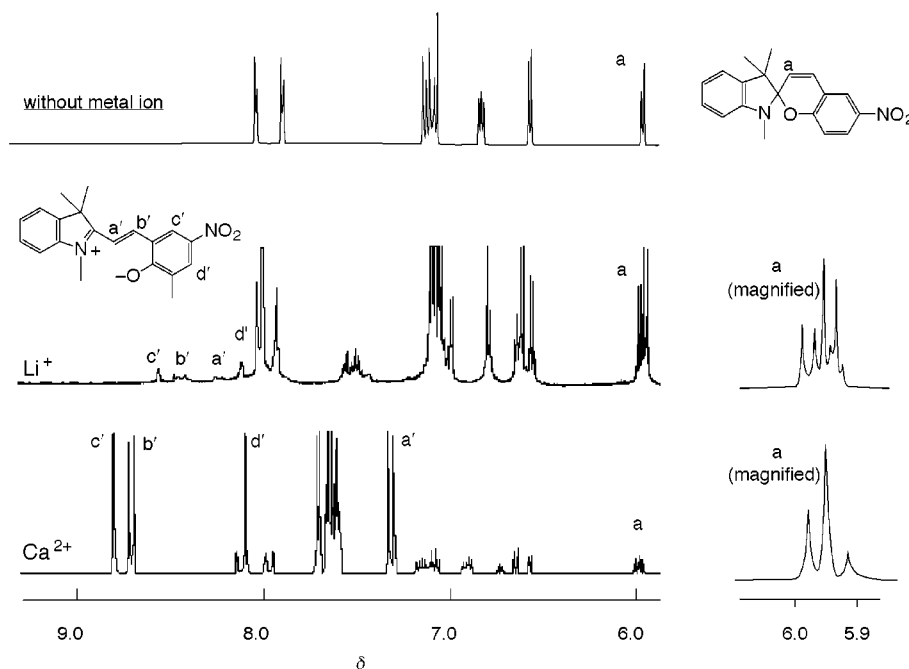 without metal ion
a
a
N
O
NO₂
a'
b'
c'
NO₂
N
+
−O
d'
Li⁺
c'
b'
a'
d'
a
a
(magnified)
Ca²⁺
c'
b'
d'
a'
a
a
(magnified)
9.0
8.0
7.0
6.0
6.0
5.9
δ